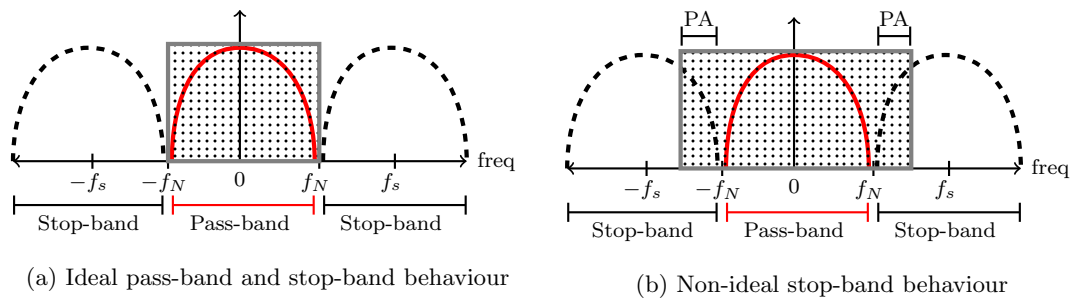 freq
−f_s
−f_N
0
f_N
f_s
Stop-band
Pass-band
Stop-band
(a) Ideal pass-band and stop-band behaviour
PA
PA
freq
−f_s
−f_N
0
f_N
f_s
Stop-band
Pass-band
Stop-band
(b) Non-ideal stop-band behaviour